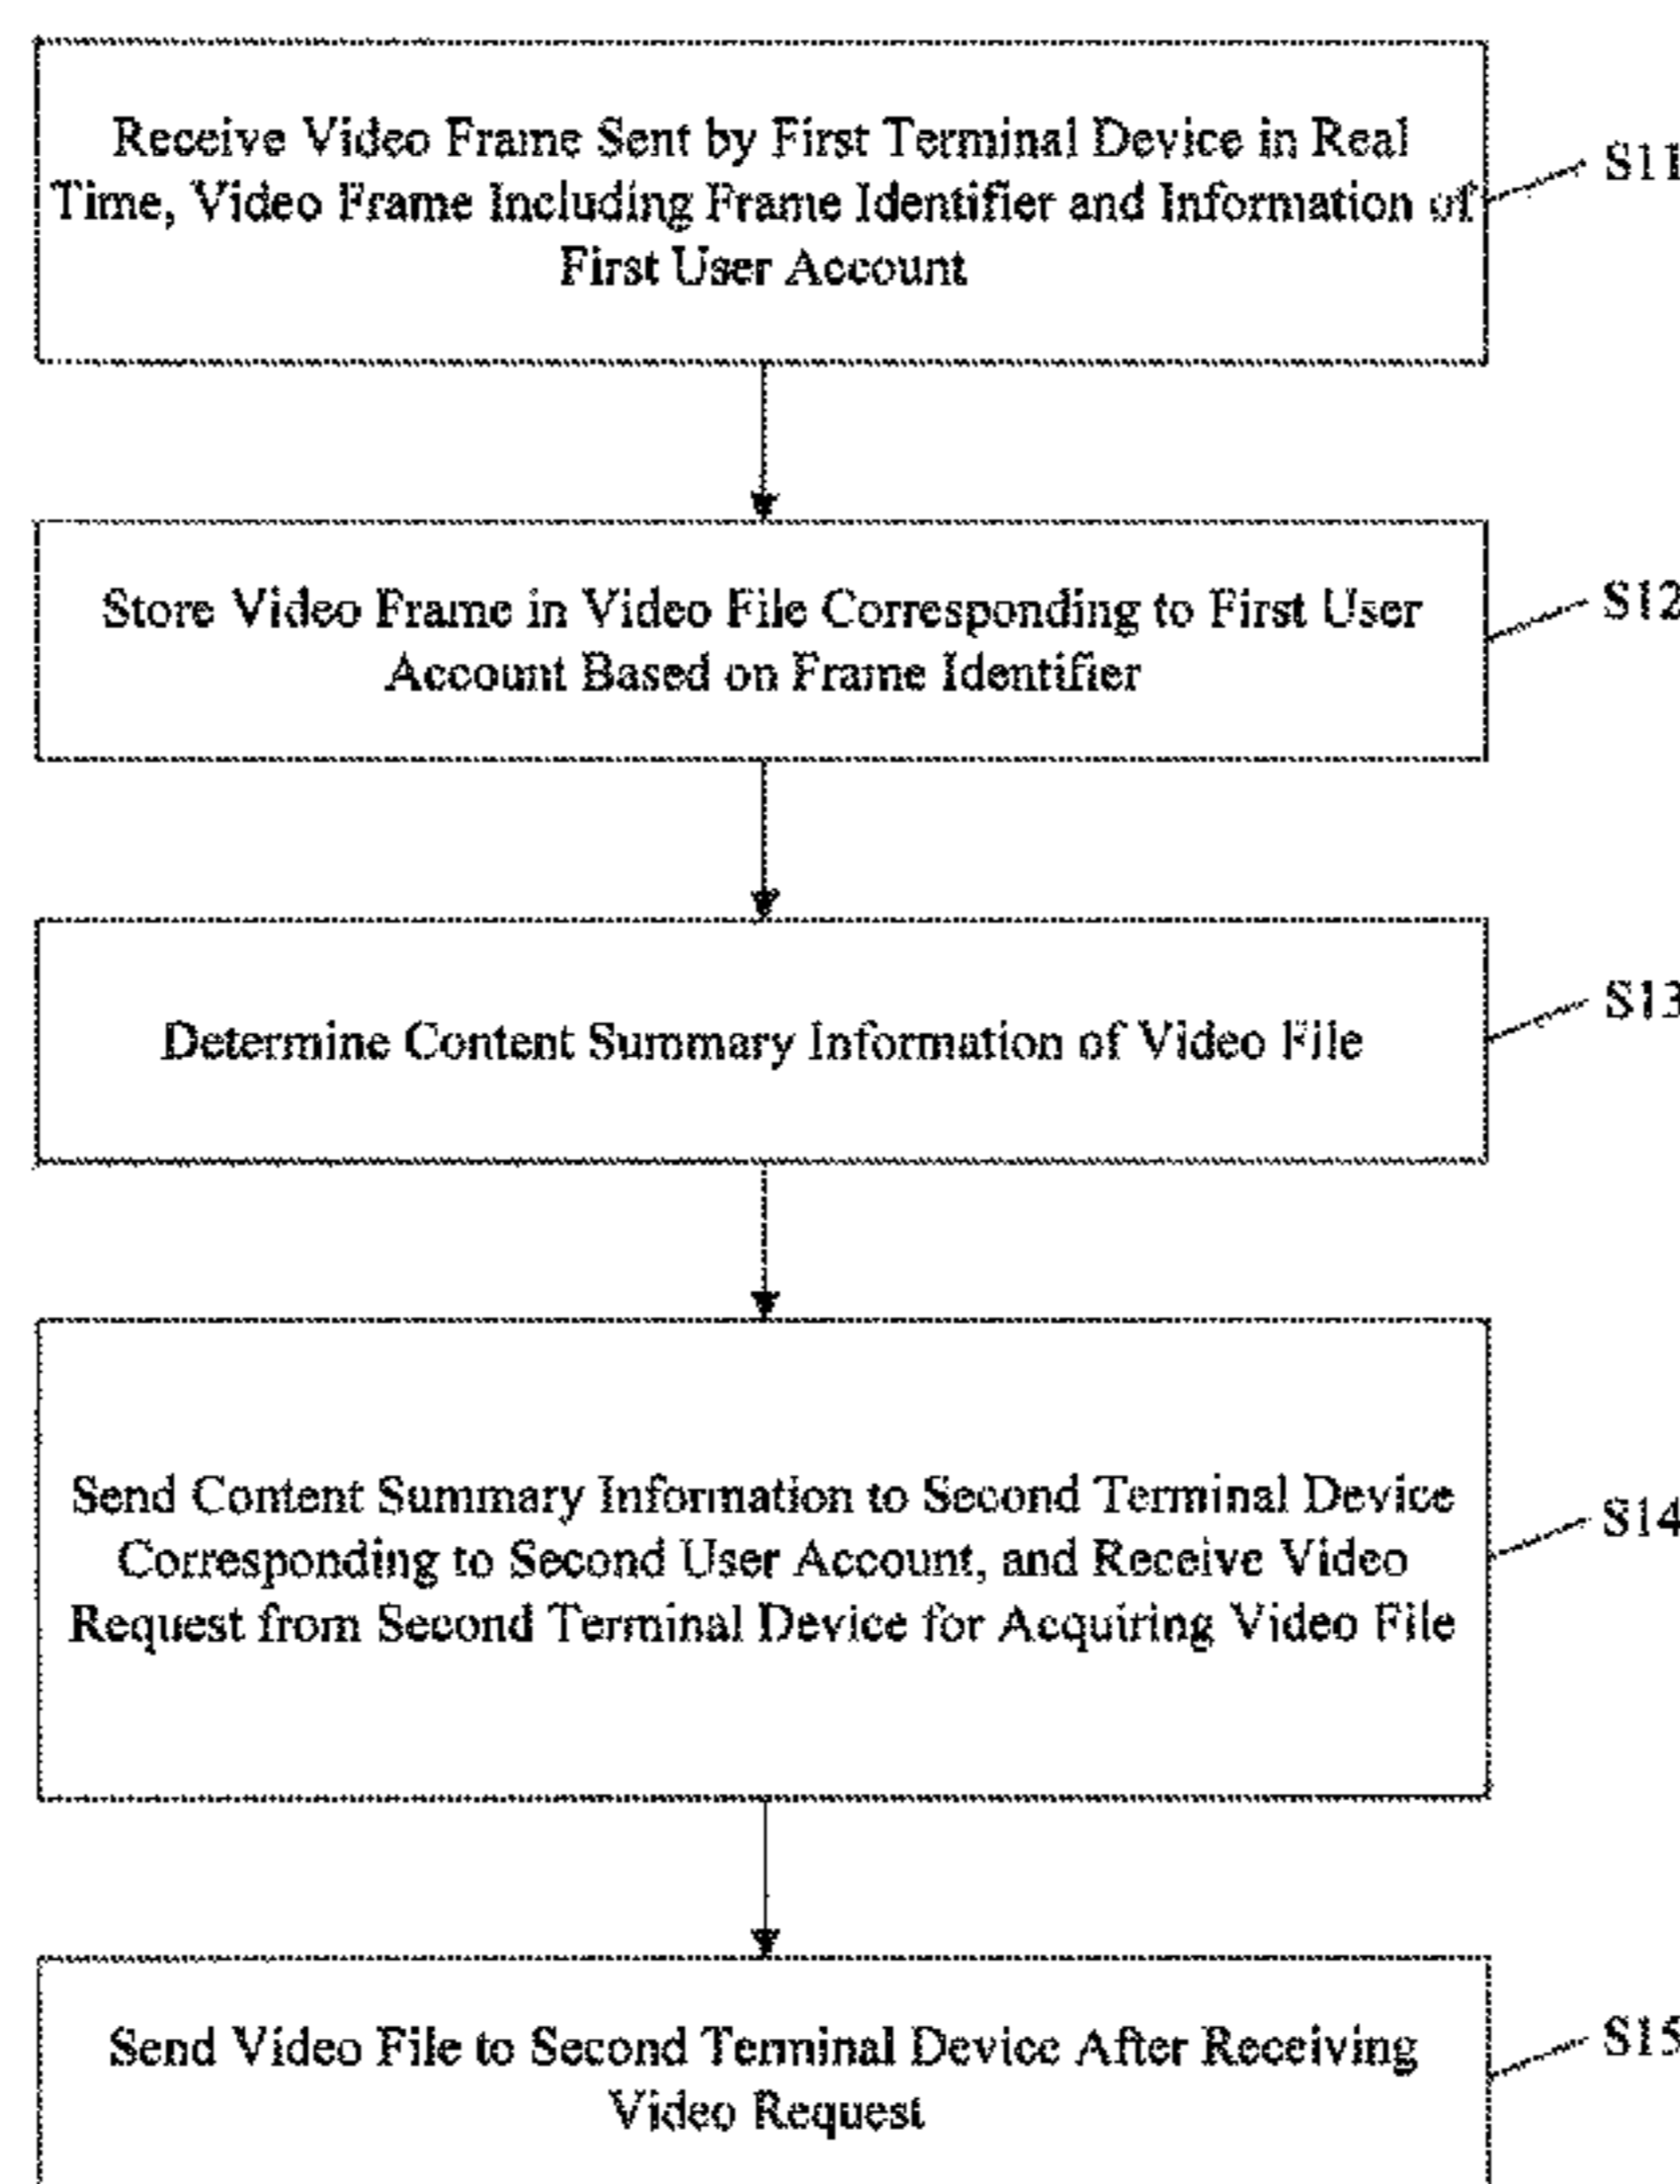 Receive Video Frame Sent by First Terminal Device in Real
Time, Video Frame Including Frame Identifier and Information of
First User Account
S11
Store Video Frame in Video File Corresponding to First User
Account Based on Frame Identifier
S12
Determine Content Summary Information of Video File
S13
Send Content Summary Information to Second Terminal Device
Corresponding to Second User Account, and Receive Video
Request from Second Terminal Device for Acquiring Video File
S14
Send Video File to Second Terminal Device After Receiving
Video Request
S15